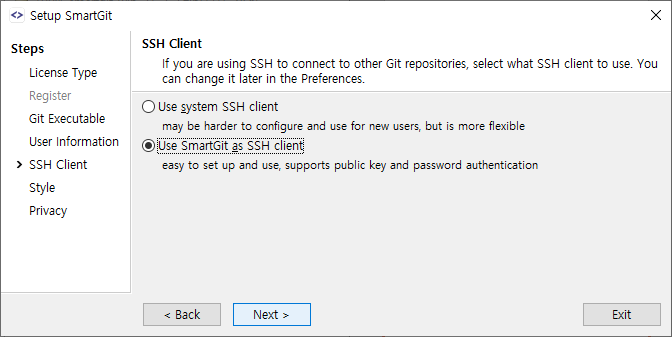 Setup SmartGit
Steps
License Type
Register
Git Executable
User Information
SSH Client
Style
Privacy
SSH Client
If you are using SSH to connect to other Git repositories, select what SSH client to use. You
can change it later in the Preferences.
Use system SSH client
may be harder to configure and use for new users, but is more flexible
Use SmartGit as SSH client
easy to set up and use, supports public key and password authentication
< Back
Next >
Exit